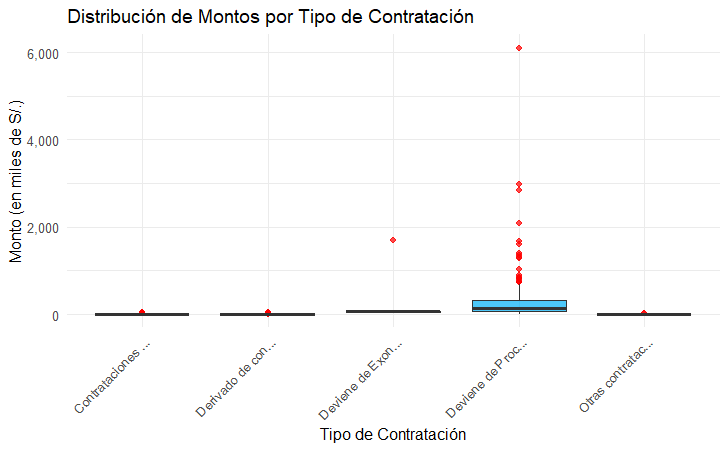 Distribución de Montos por Tipo de Contratación
Monto (en miles de S/.)
6,000
4,000
2,000
0
Contrataciones ...
Derivado de con...
Deviene de Exon...
Deviene de Proc...
Otras contratac...
Tipo de Contratación